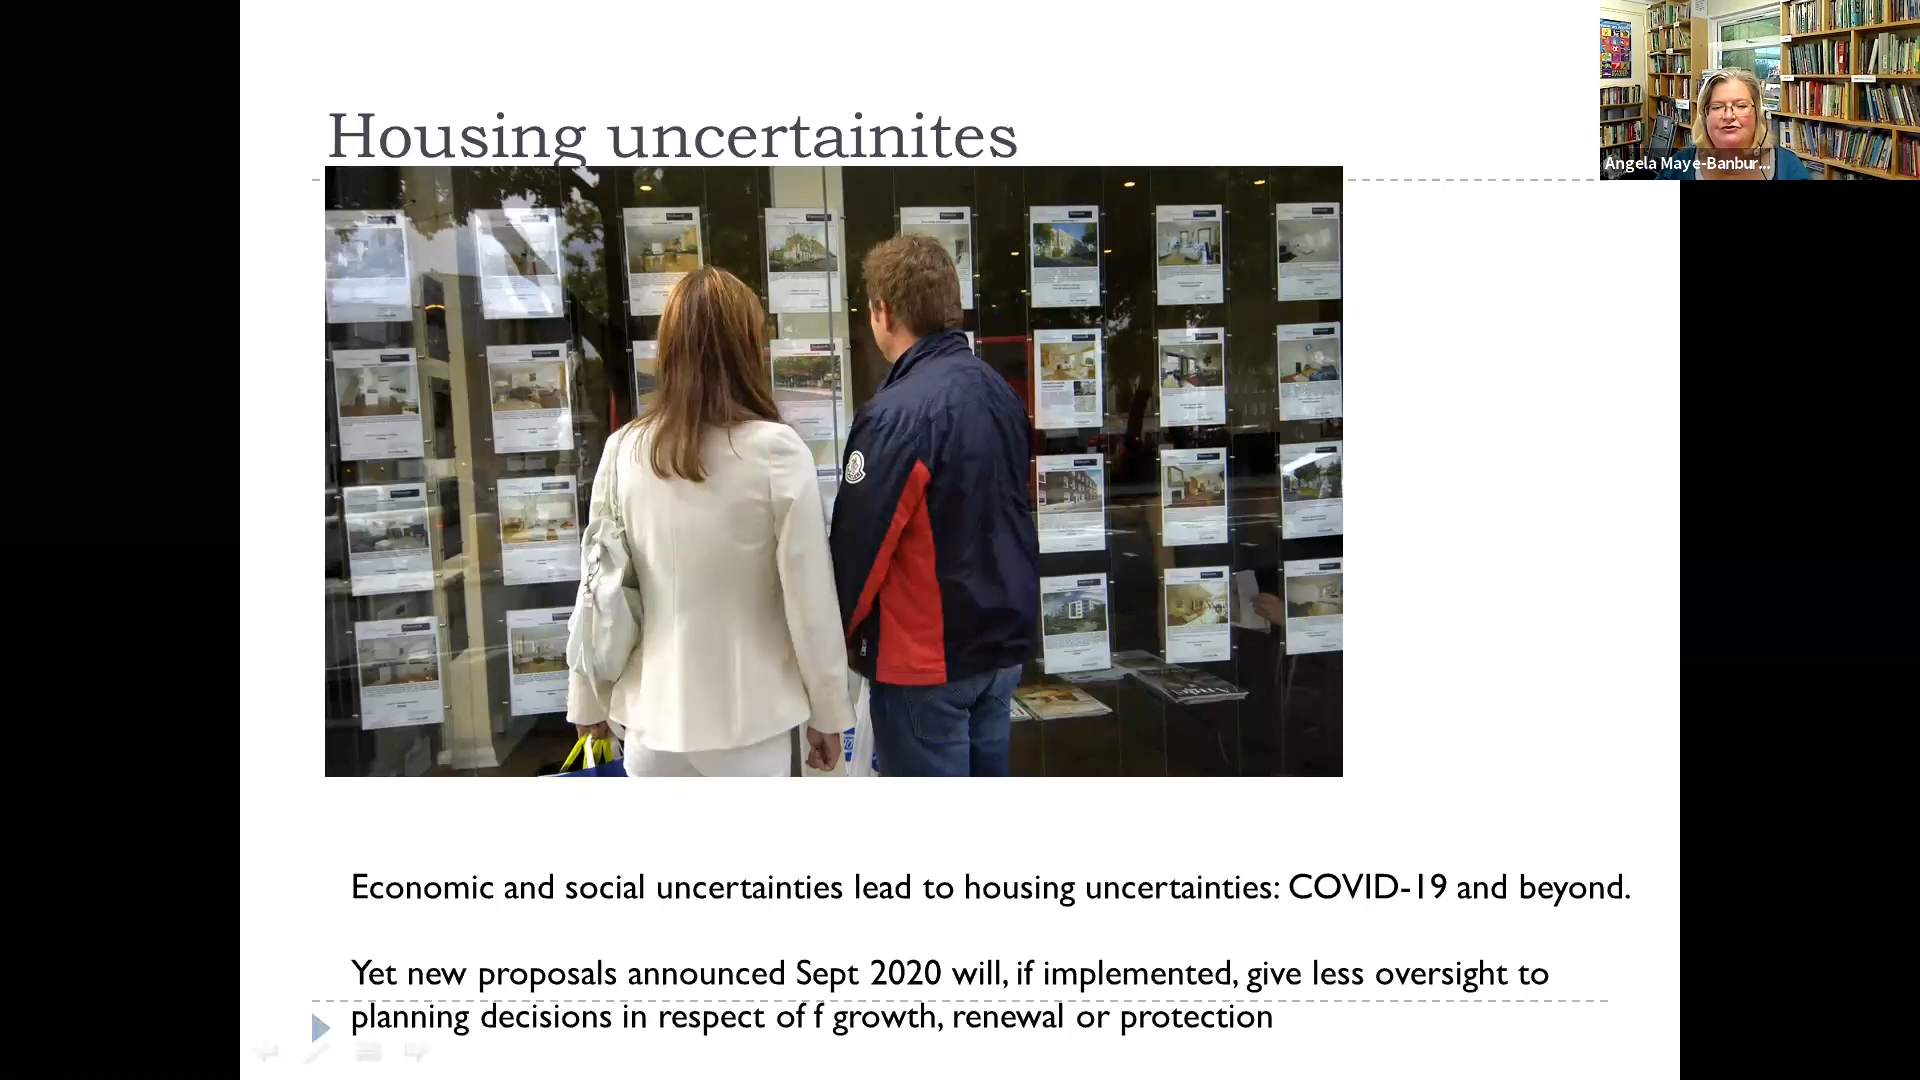 Housing uncertainites
Angela Maye-Banbur...
Economic and social uncertainties lead to housing uncertainties: COVID-19 and beyond.
Yet new proposals announced Sept 2020 will, if implemented, give less oversight to
planning decisions in respect of f growth, renewal or protection